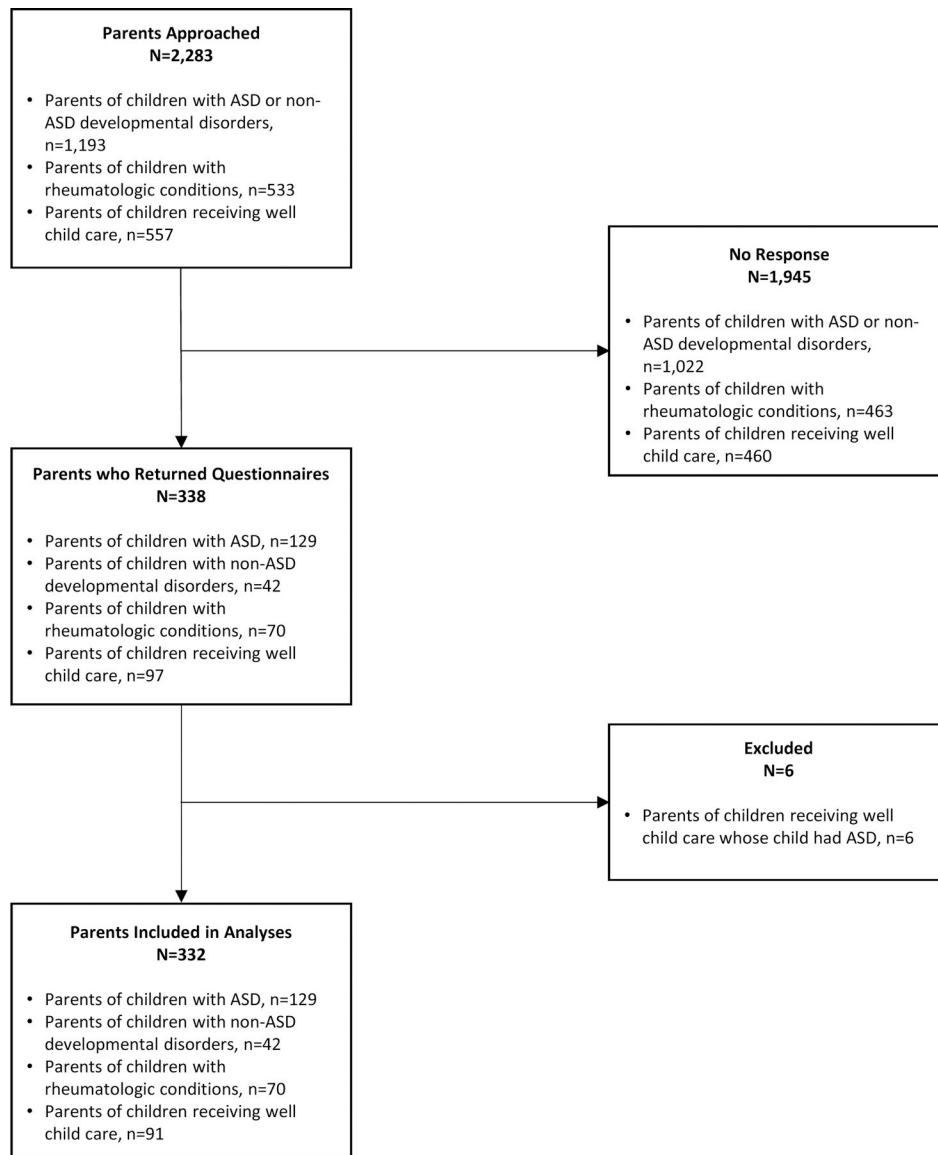 Parents Approached
N=2,283
• Parents of children with ASD or non-
ASD developmental disorders,
n=1,193
• Parents of children with
rheumatologic conditions, n=533
• Parents of children receiving well
child care, n=557
No Response
N=1,945
• Parents of children with ASD or non-
ASD developmental disorders,
n=1,022
• Parents of children with
rheumatologic conditions, n=463
• Parents of children receiving well
child care, n=460
Parents who Returned Questionnaires
N=338
• Parents of children with ASD, n=129
• Parents of children with non-ASD
developmental disorders, n=42
• Parents of children with
rheumatologic conditions, n=70
• Parents of children receiving well
child care, n=97
Excluded
N=6
• Parents of children receiving well
child care whose child had ASD, n=6
Parents Included in Analyses
N=332
• Parents of children with ASD, n=129
• Parents of children with non-ASD
developmental disorders, n=42
• Parents of children with
rheumatologic conditions, n=70
• Parents of children receiving well
child care, n=91